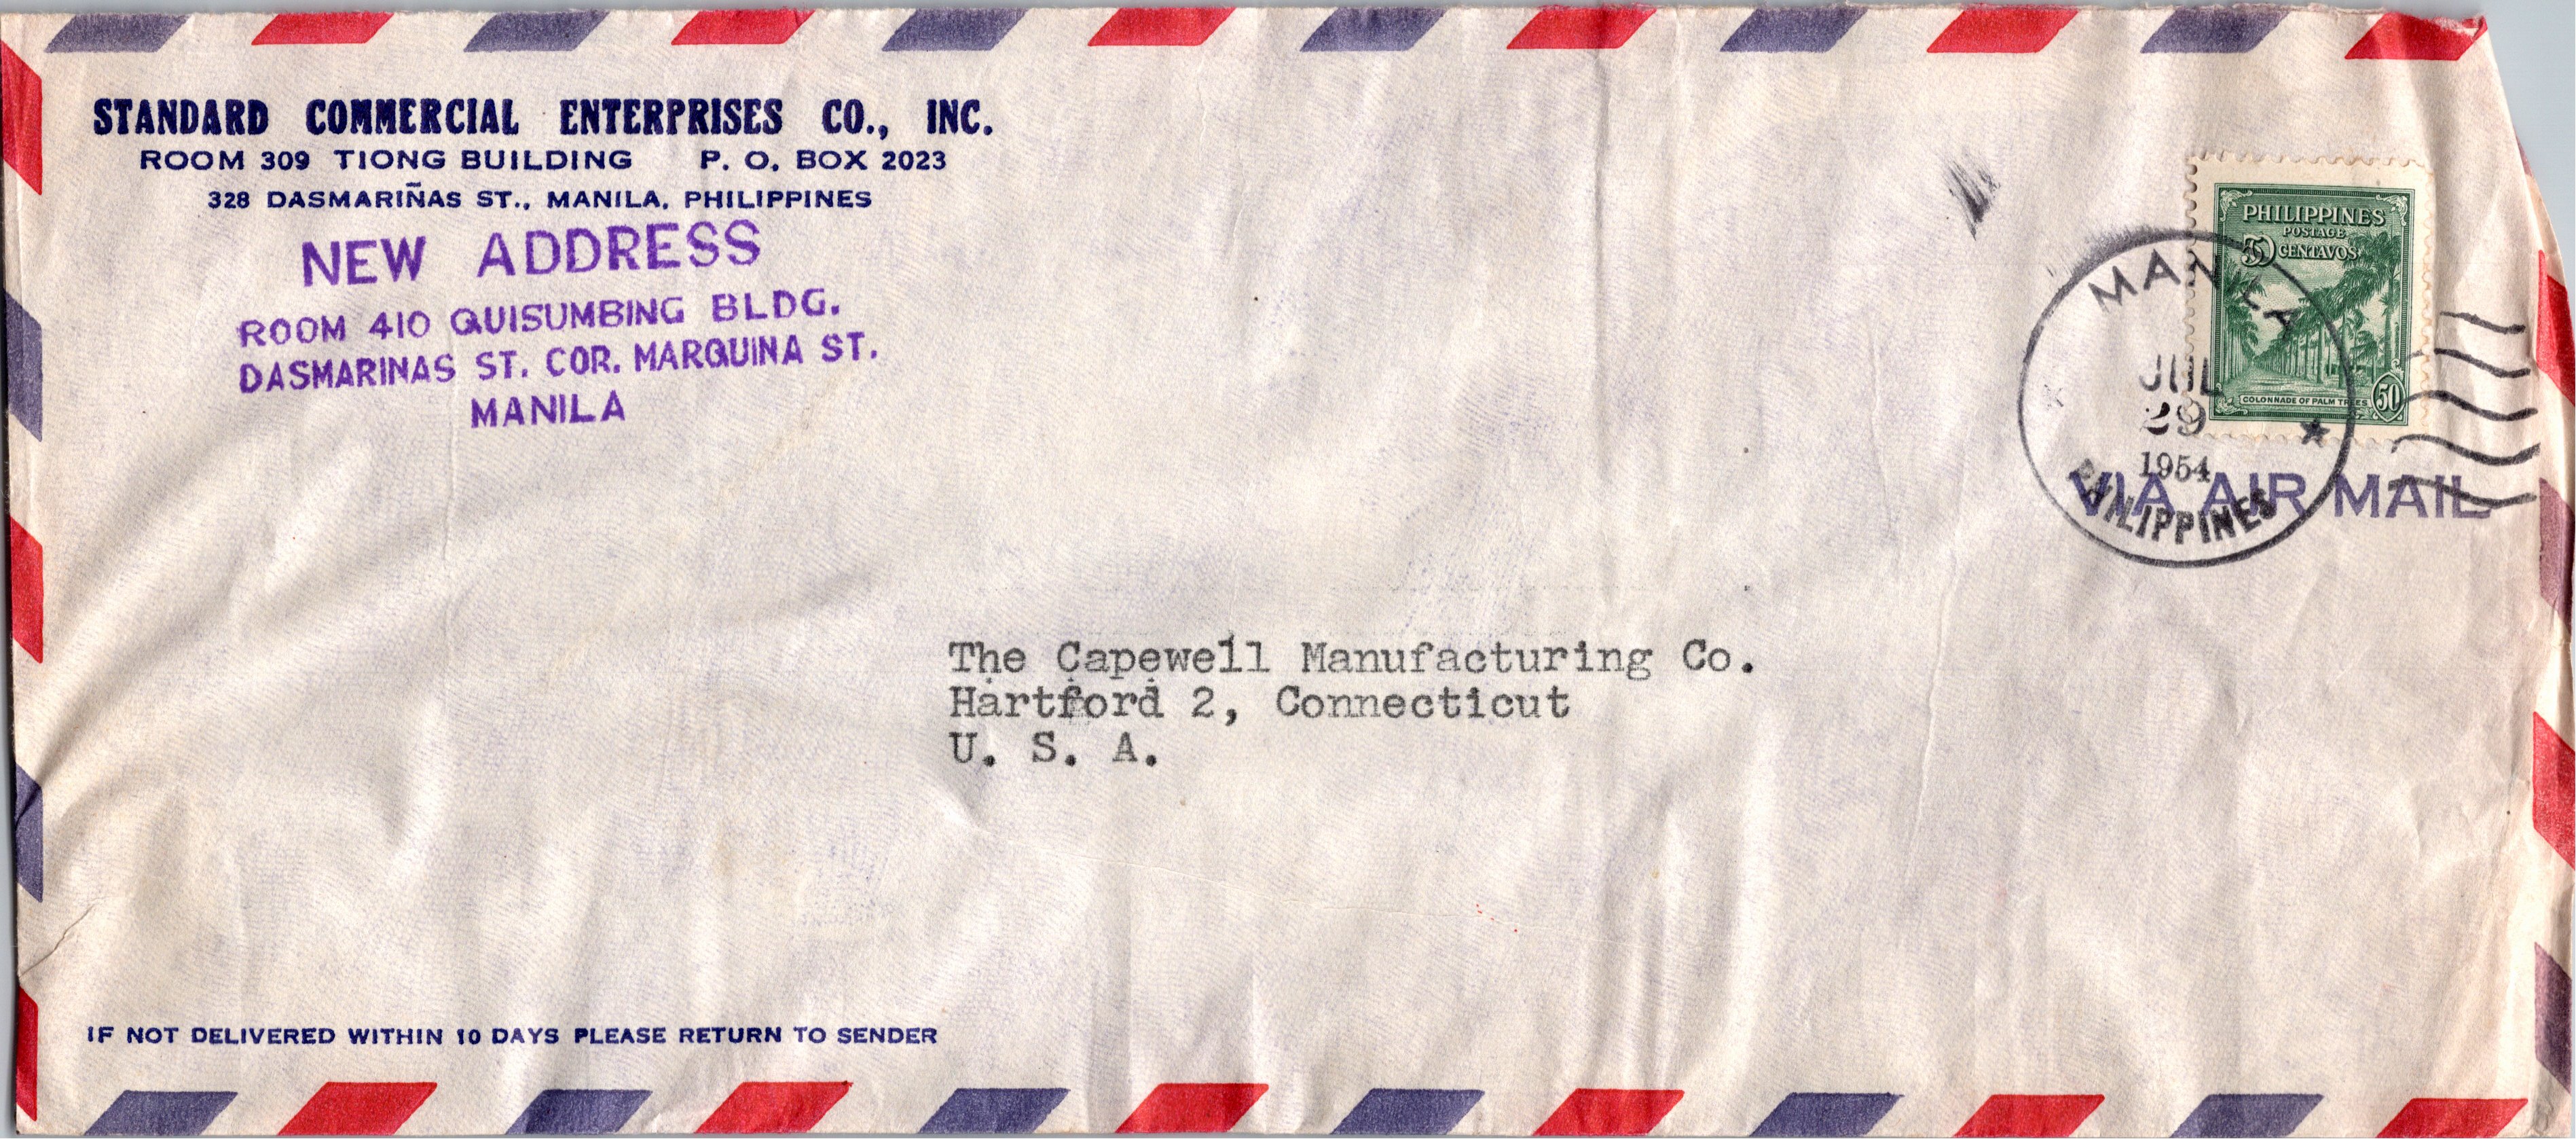 STANDARD COMMERCIAL ENTERPRISES CO., INC.
ROOM 309 TIONG BUILDING P. O. BOX 2023
328 DASMARIÑAS ST., MANILA, PHILIPPINES
NEW ADDRESS
ROOM 410 QUISUMBING BLDG.
DASMARINAS ST. COR. MARQUINA ST.
MANILA
PHILIPPINES
POSTAGE
50 CENTAVOS
COLONNADE OF PALM TREES 50
MANILA
JUL
29
1954
PHILIPPINES
VIA AIR MAIL
The Capewell Manufacturing Co.
Hartford 2, Connecticut
U. S. A.
IF NOT DELIVERED WITHIN 10 DAYS PLEASE RETURN TO SENDER